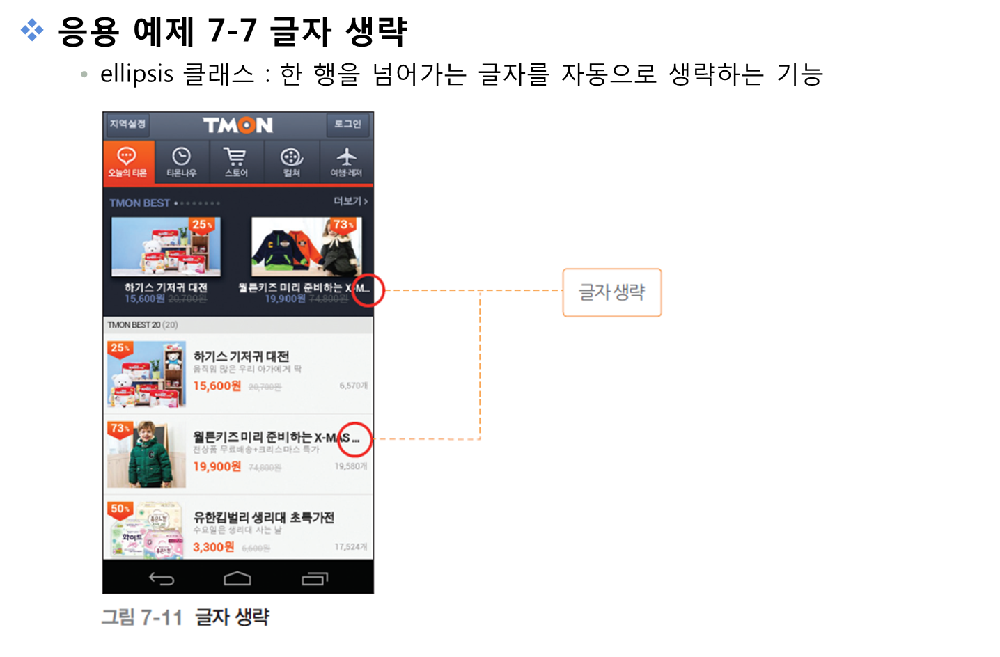 응용 예제 7-7 글자 생략
ellipsis 클래스 : 한 행을 넘어가는 글자를 자동으로 생략하는 기능
지역설정
TMON
로그인
오늘의 티몬
티몬나우
스토어
컬쳐
여행·레저
TMON BEST
더보기 >
25%
73%
하기스 기저귀 대전
15,600원 20,700원
월튼키즈 미리 준비하는 X-M...
19,900원 74,800원
글자 생략
TMON BEST 20 (20)
25%
하기스 기저귀 대전
움직임 많은 우리 아가에게 딱
15,600원 20,700원 6,570개
73%
월튼키즈 미리 준비하는 X-MAS ...
전상품 무료배송+크리스마스 특가
19,900원 74,800원 19,580개
50%
유한킴벌리 생리대 초특가전
수요일은 생리대 사는 날
3,300원 6,600원 17,524개
화이트
좋은느낌
좋은느낌
그림 7-11 글자 생략